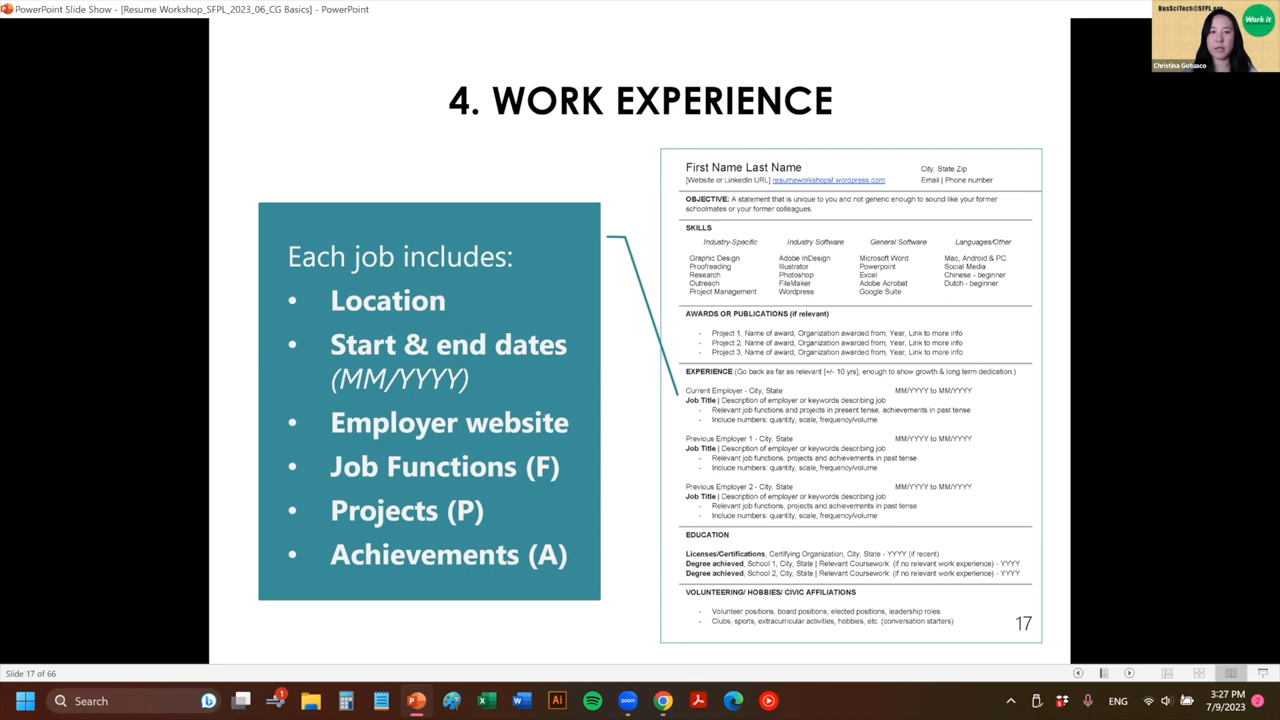 PowerPoint Slide Show - [Resume Workshop_SFPL_2023_06_CG Basics] - PowerPoint
BusSciTech@SFPL.org
Work it
Christina Gotuaco
4. WORK EXPERIENCE
Each job includes:
• Location
• Start & end dates
(MM/YYYY)
• Employer website
• Job Functions (F)
• Projects (P)
• Achievements (A)
First Name Last Name
City, State Zip
[Website or LinkedIn URL] resumeworkshopsf.wordpress.com
Email | Phone number
OBJECTIVE: A statement that is unique to you and not generic enough to sound like your former
schoolmates or your former colleagues.
SKILLS
Industry-Specific Industry Software General Software Languages/Other
Graphic Design Adobe InDesign Microsoft Word Mac, Android & PC
Proofreading Illustrator Powerpoint Social Media
Research Photoshop Excel Chinese - beginner
Outreach FileMaker Adobe Acrobat Dutch - beginner
Project Management Wordpress Google Suite
AWARDS OR PUBLICATIONS (if relevant)
- Project 1, Name of award, Organization awarded from, Year, Link to more info
- Project 2, Name of award, Organization awarded from, Year, Link to more info
- Project 3, Name of award, Organization awarded from, Year, Link to more info
EXPERIENCE (Go back as far as relevant [+/- 10 yrs], enough to show growth & long term dedication.)
Current Employer - City, State MM/YYYY to MM/YYYY
Job Title | Description of employer or keywords describing job
- Relevant job functions and projects in present tense, achievements in past tense
- Include numbers: quantity, scale, frequency/volume
Previous Employer 1 - City, State MM/YYYY to MM/YYYY
Job Title | Description of employer or keywords describing job
- Relevant job functions, projects and achievements in past tense
- Include numbers: quantity, scale, frequency/volume
Previous Employer 2 - City, State MM/YYYY to MM/YYYY
Job Title | Description of employer or keywords describing job
- Relevant job functions, projects and achievements in past tense
- Include numbers: quantity, scale, frequency/volume
EDUCATION
Licenses/Certifications, Certifying Organization, City, State - YYYY (if recent)
Degree achieved, School 1, City, State | Relevant Coursework: (if no relevant work experience) - YYYY
Degree achieved, School 2, City, State | Relevant Coursework: (if no relevant work experience) - YYYY
VOLUNTEERING/ HOBBIES/ CIVIC AFFILIATIONS
- Volunteer positions, board positions, elected positions, leadership roles
- Clubs, sports, extracurricular activities, hobbies, etc. (conversation starters)
17
Slide 17 of 66
Search
1
Ai
zoom
ENG
3:27 PM
7/9/2023
2